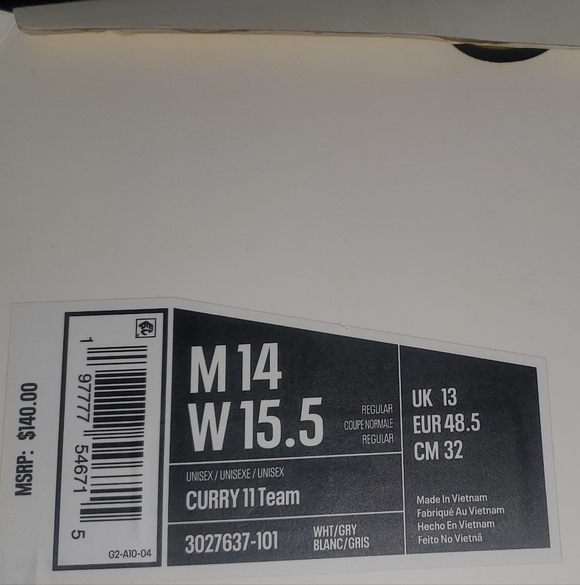 MSRP: $140.00
1 97777 54671 5
G2-A10-04
M 14
W 15.5
REGULAR
COUPE NORMALE
REGULAR
UNISEX / UNISEXE / UNISEX
CURRY 11 Team
3027637-101
WHT/GRY
BLANC/GRIS
UK 13
EUR 48.5
CM 32
Made In Vietnam
Fabriqué Au Vietnam
Hecho En Vietnam
Feito No Vietnã